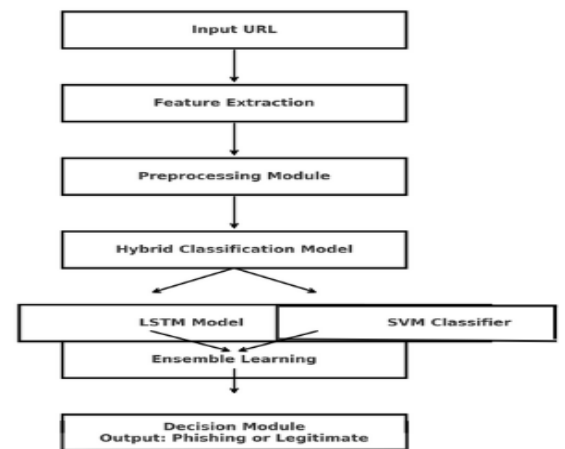 Input URL
Feature Extraction
Preprocessing Module
Hybrid Classification Model
LSTM Model
SVM Classifier
Ensemble Learning
Decision Module
Output: Phishing or Legitimate